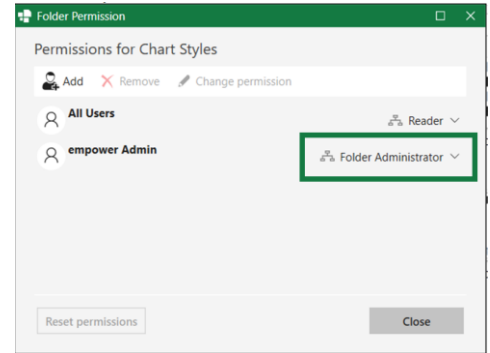 Folder Permission
Permissions for Chart Styles
Add Remove Change permission
All Users
Reader
empower Admin
Folder Administrator
Reset permissions Close